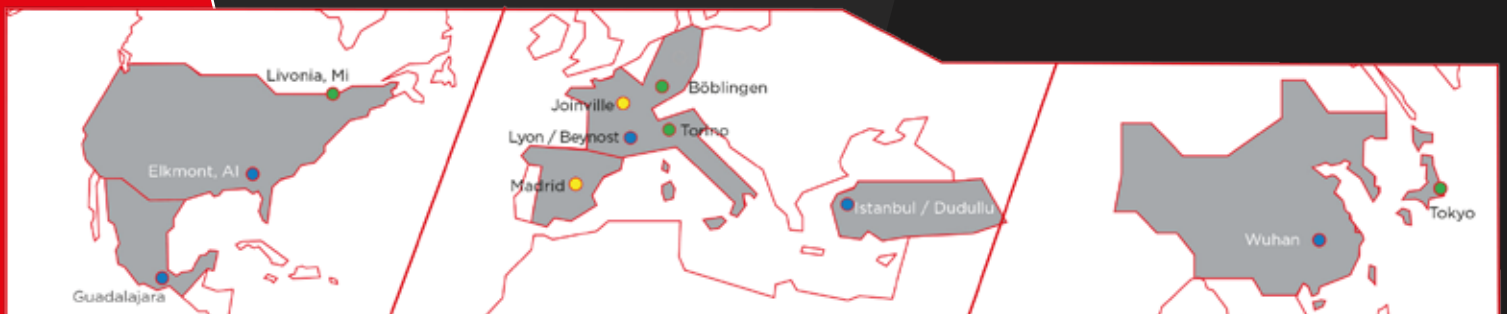 Livonia, Mi
Elkmont, Al
Guadalajara
Böblingen
Joinville
Torino
Lyon / Beynost
Madrid
Istanbul / Dudullu
Tokyo
Wuhan